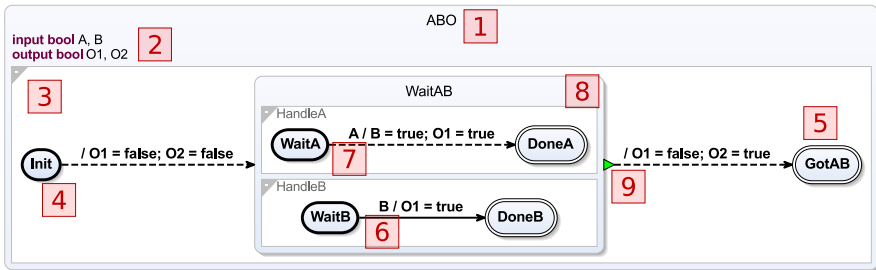 ABO
1
input bool A, B
output bool O1, O2
2
3
WaitAB
8
HandleA
WaitA
A / B = true; O1 = true
DoneA
7
5
Init
/ O1 = false; O2 = false
4
/ O1 = false; O2 = true
GotAB
9
HandleB
WaitB
B / O1 = true
DoneB
6